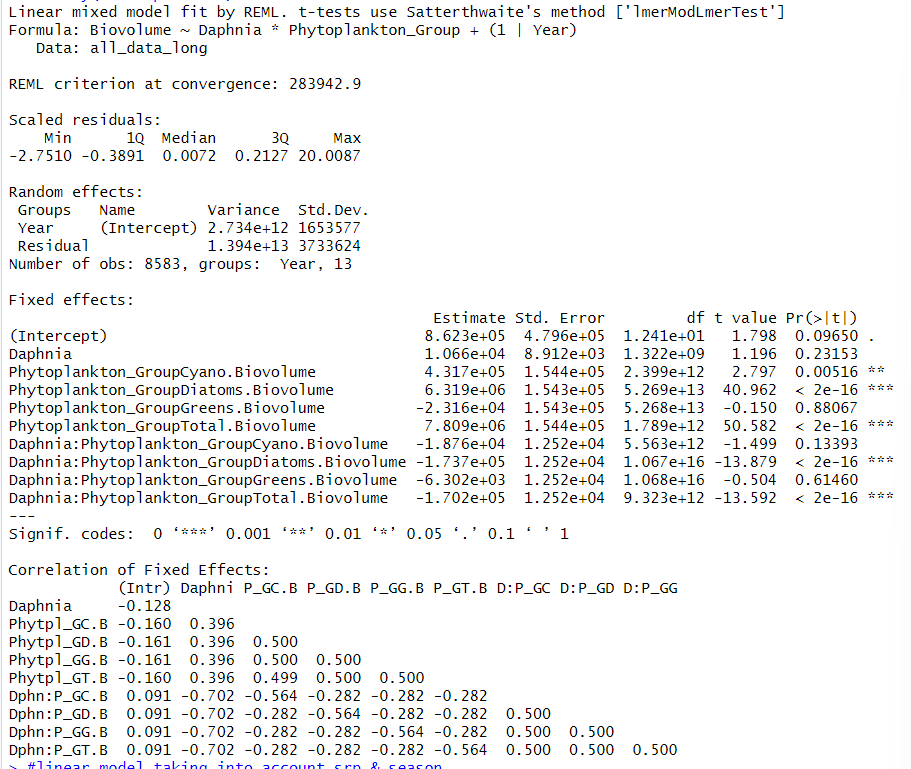 Linear mixed model fit by REML. t-tests use Satterthwaite's method ['lmerModLmerTest']
Formula: Biovolume ~ Daphnia * Phytoplankton_Group + (1 | Year)
   Data: all_data_long

REML criterion at convergence: 283942.9

Scaled residuals:
    Min      1Q  Median      3Q     Max
-2.7510 -0.3891  0.0072  0.2127 20.0087

Random effects:
 Groups   Name        Variance  Std.Dev.
 Year     (Intercept) 2.734e+12 1653577
 Residual             1.394e+13 3733624
Number of obs: 8583, groups:  Year, 13

Fixed effects:
                                               Estimate Std. Error         df t value Pr(>|t|)
(Intercept)                                   8.623e+05  4.796e+05  1.241e+01   1.798  0.09650 .
Daphnia                                       1.066e+04  8.912e+03  1.322e+09   1.196  0.23153
Phytoplankton_GroupCyano.Biovolume            4.317e+05  1.544e+05  2.399e+12   2.797  0.00516 **
Phytoplankton_GroupDiatoms.Biovolume          6.319e+06  1.543e+05  5.269e+13  40.962  < 2e-16 ***
Phytoplankton_GroupGreens.Biovolume          -2.316e+04  1.543e+05  5.268e+13  -0.150  0.88067
Phytoplankton_GroupTotal.Biovolume            7.809e+06  1.544e+05  1.789e+12  50.582  < 2e-16 ***
Daphnia:Phytoplankton_GroupCyano.Biovolume   -1.876e+04  1.252e+04  5.563e+12  -1.499  0.13393
Daphnia:Phytoplankton_GroupDiatoms.Biovolume -1.737e+05  1.252e+04  1.067e+16 -13.879  < 2e-16 ***
Daphnia:Phytoplankton_GroupGreens.Biovolume  -6.302e+03  1.252e+04  1.068e+16  -0.504  0.61460
Daphnia:Phytoplankton_GroupTotal.Biovolume   -1.702e+05  1.252e+04  9.323e+12 -13.592  < 2e-16 ***
---
Signif. codes:  0 ‘***’ 0.001 ‘**’ 0.01 ‘*’ 0.05 ‘.’ 0.1 ‘ ’ 1

Correlation of Fixed Effects:
            (Intr) Daphni P_GC.B P_GD.B P_GG.B P_GT.B D:P_GC D:P_GD D:P_GG
Daphnia     -0.128
Phytpl_GC.B -0.160  0.396
Phytpl_GD.B -0.161  0.396  0.500
Phytpl_GG.B -0.161  0.396  0.500  0.500
Phytpl_GT.B -0.160  0.396  0.499  0.500  0.500
Dphn:P_GC.B  0.091 -0.702 -0.564 -0.282 -0.282 -0.282
Dphn:P_GD.B  0.091 -0.702 -0.282 -0.564 -0.282 -0.282  0.500
Dphn:P_GG.B  0.091 -0.702 -0.282 -0.282 -0.564 -0.282  0.500  0.500
Dphn:P_GT.B  0.091 -0.702 -0.282 -0.282 -0.282 -0.564  0.500  0.500  0.500
> #linear model taking into account srp & season